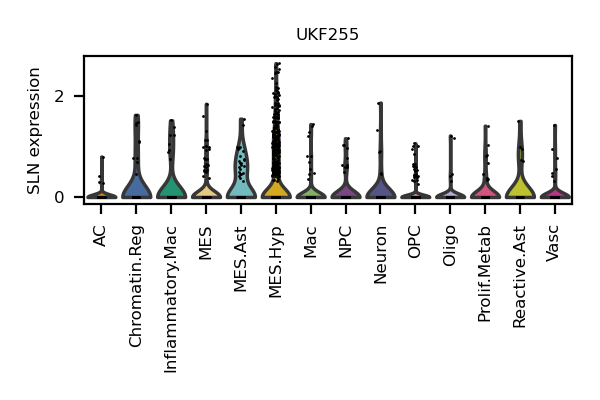 UKF255
SLN expression
2
0
AC
Chromatin.Reg
Inflammatory.Mac
MES
MES.Ast
MES.Hyp
Mac
NPC
Neuron
OPC
Oligo
Prolif.Metab
Reactive.Ast
Vasc